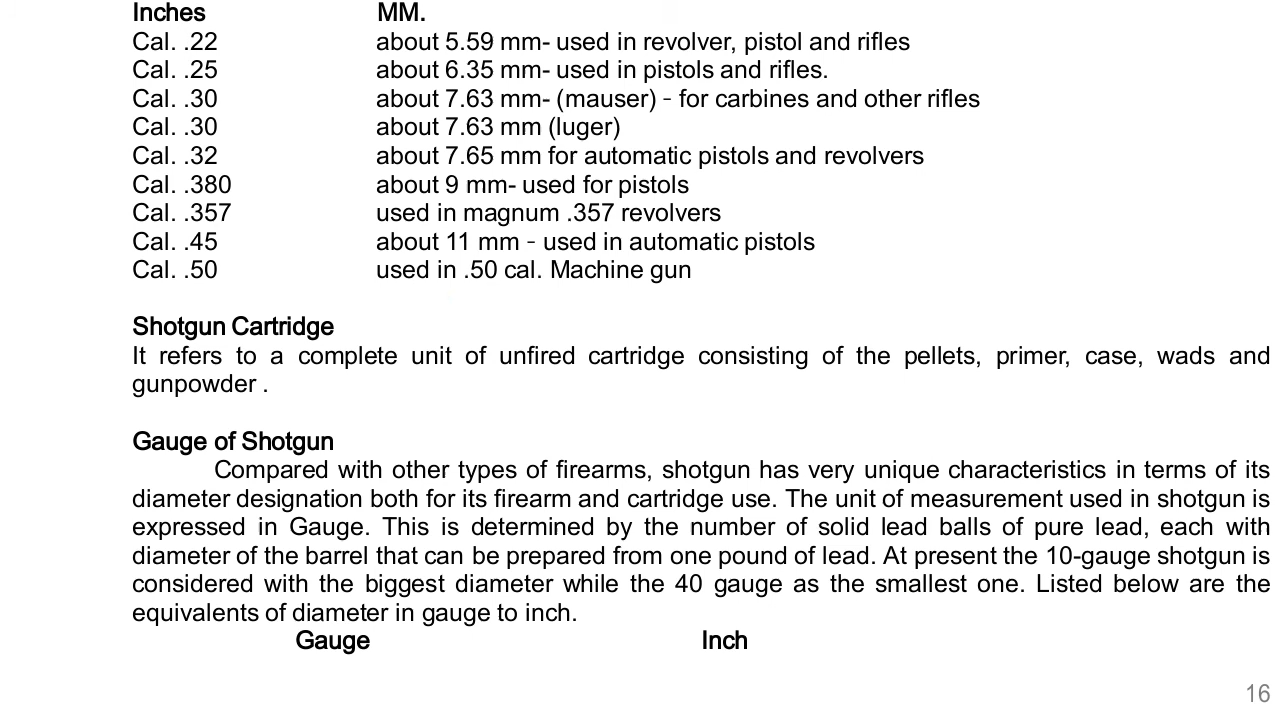 Inches MM.
Cal. .22 about 5.59 mm- used in revolver, pistol and rifles
Cal. .25 about 6.35 mm- used in pistols and rifles.
Cal. .30 about 7.63 mm- (mauser) – for carbines and other rifles
Cal. .30 about 7.63 mm (luger)
Cal. .32 about 7.65 mm for automatic pistols and revolvers
Cal. .380 about 9 mm- used for pistols
Cal. .357 used in magnum .357 revolvers
Cal. .45 about 11 mm – used in automatic pistols
Cal. .50 used in .50 cal. Machine gun
Shotgun Cartridge
It refers to a complete unit of unfired cartridge consisting of the pellets, primer, case, wads and
gunpowder .
Gauge of Shotgun
Compared with other types of firearms, shotgun has very unique characteristics in terms of its
diameter designation both for its firearm and cartridge use. The unit of measurement used in shotgun is
expressed in Gauge. This is determined by the number of solid lead balls of pure lead, each with
diameter of the barrel that can be prepared from one pound of lead. At present the 10-gauge shotgun is
considered with the biggest diameter while the 40 gauge as the smallest one. Listed below are the
equivalents of diameter in gauge to inch.
Gauge Inch
16